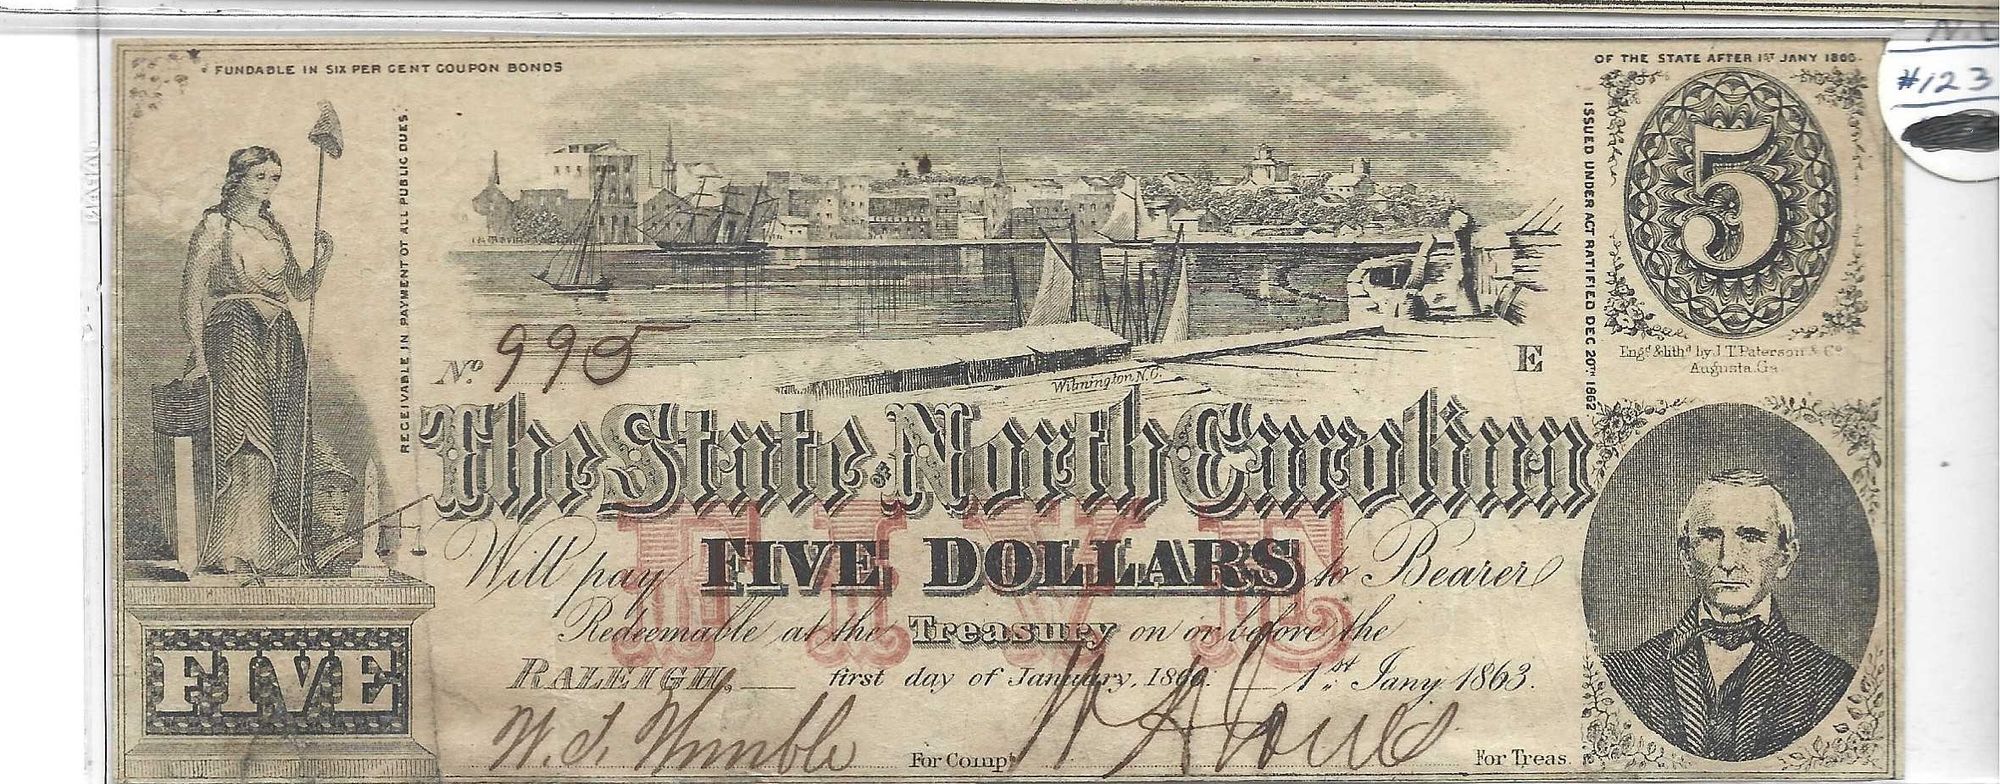 FUNDABLE IN SIX PER CENT COUPON BONDS
OF THE STATE AFTER 1ST JANY 1866.
#123
RECEIVABLE IN PAYMENT OF ALL PUBLIC DUES.
ISSUED UNDER ACT RATIFIED DEC 20TH 1862
5
No 995
E
Engd & lithd by J.T. Paterson & Co
Augusta. Ga
Wilmington N.C.
The State OF North Carolina
FIVE
Will pay FIVE DOLLARS to Bearer
Redeemable at the Treasury on or before the
RALEIGH, first day of January, 1866. 1st Jany 1863.
FIVE
For Compt
For Treas.